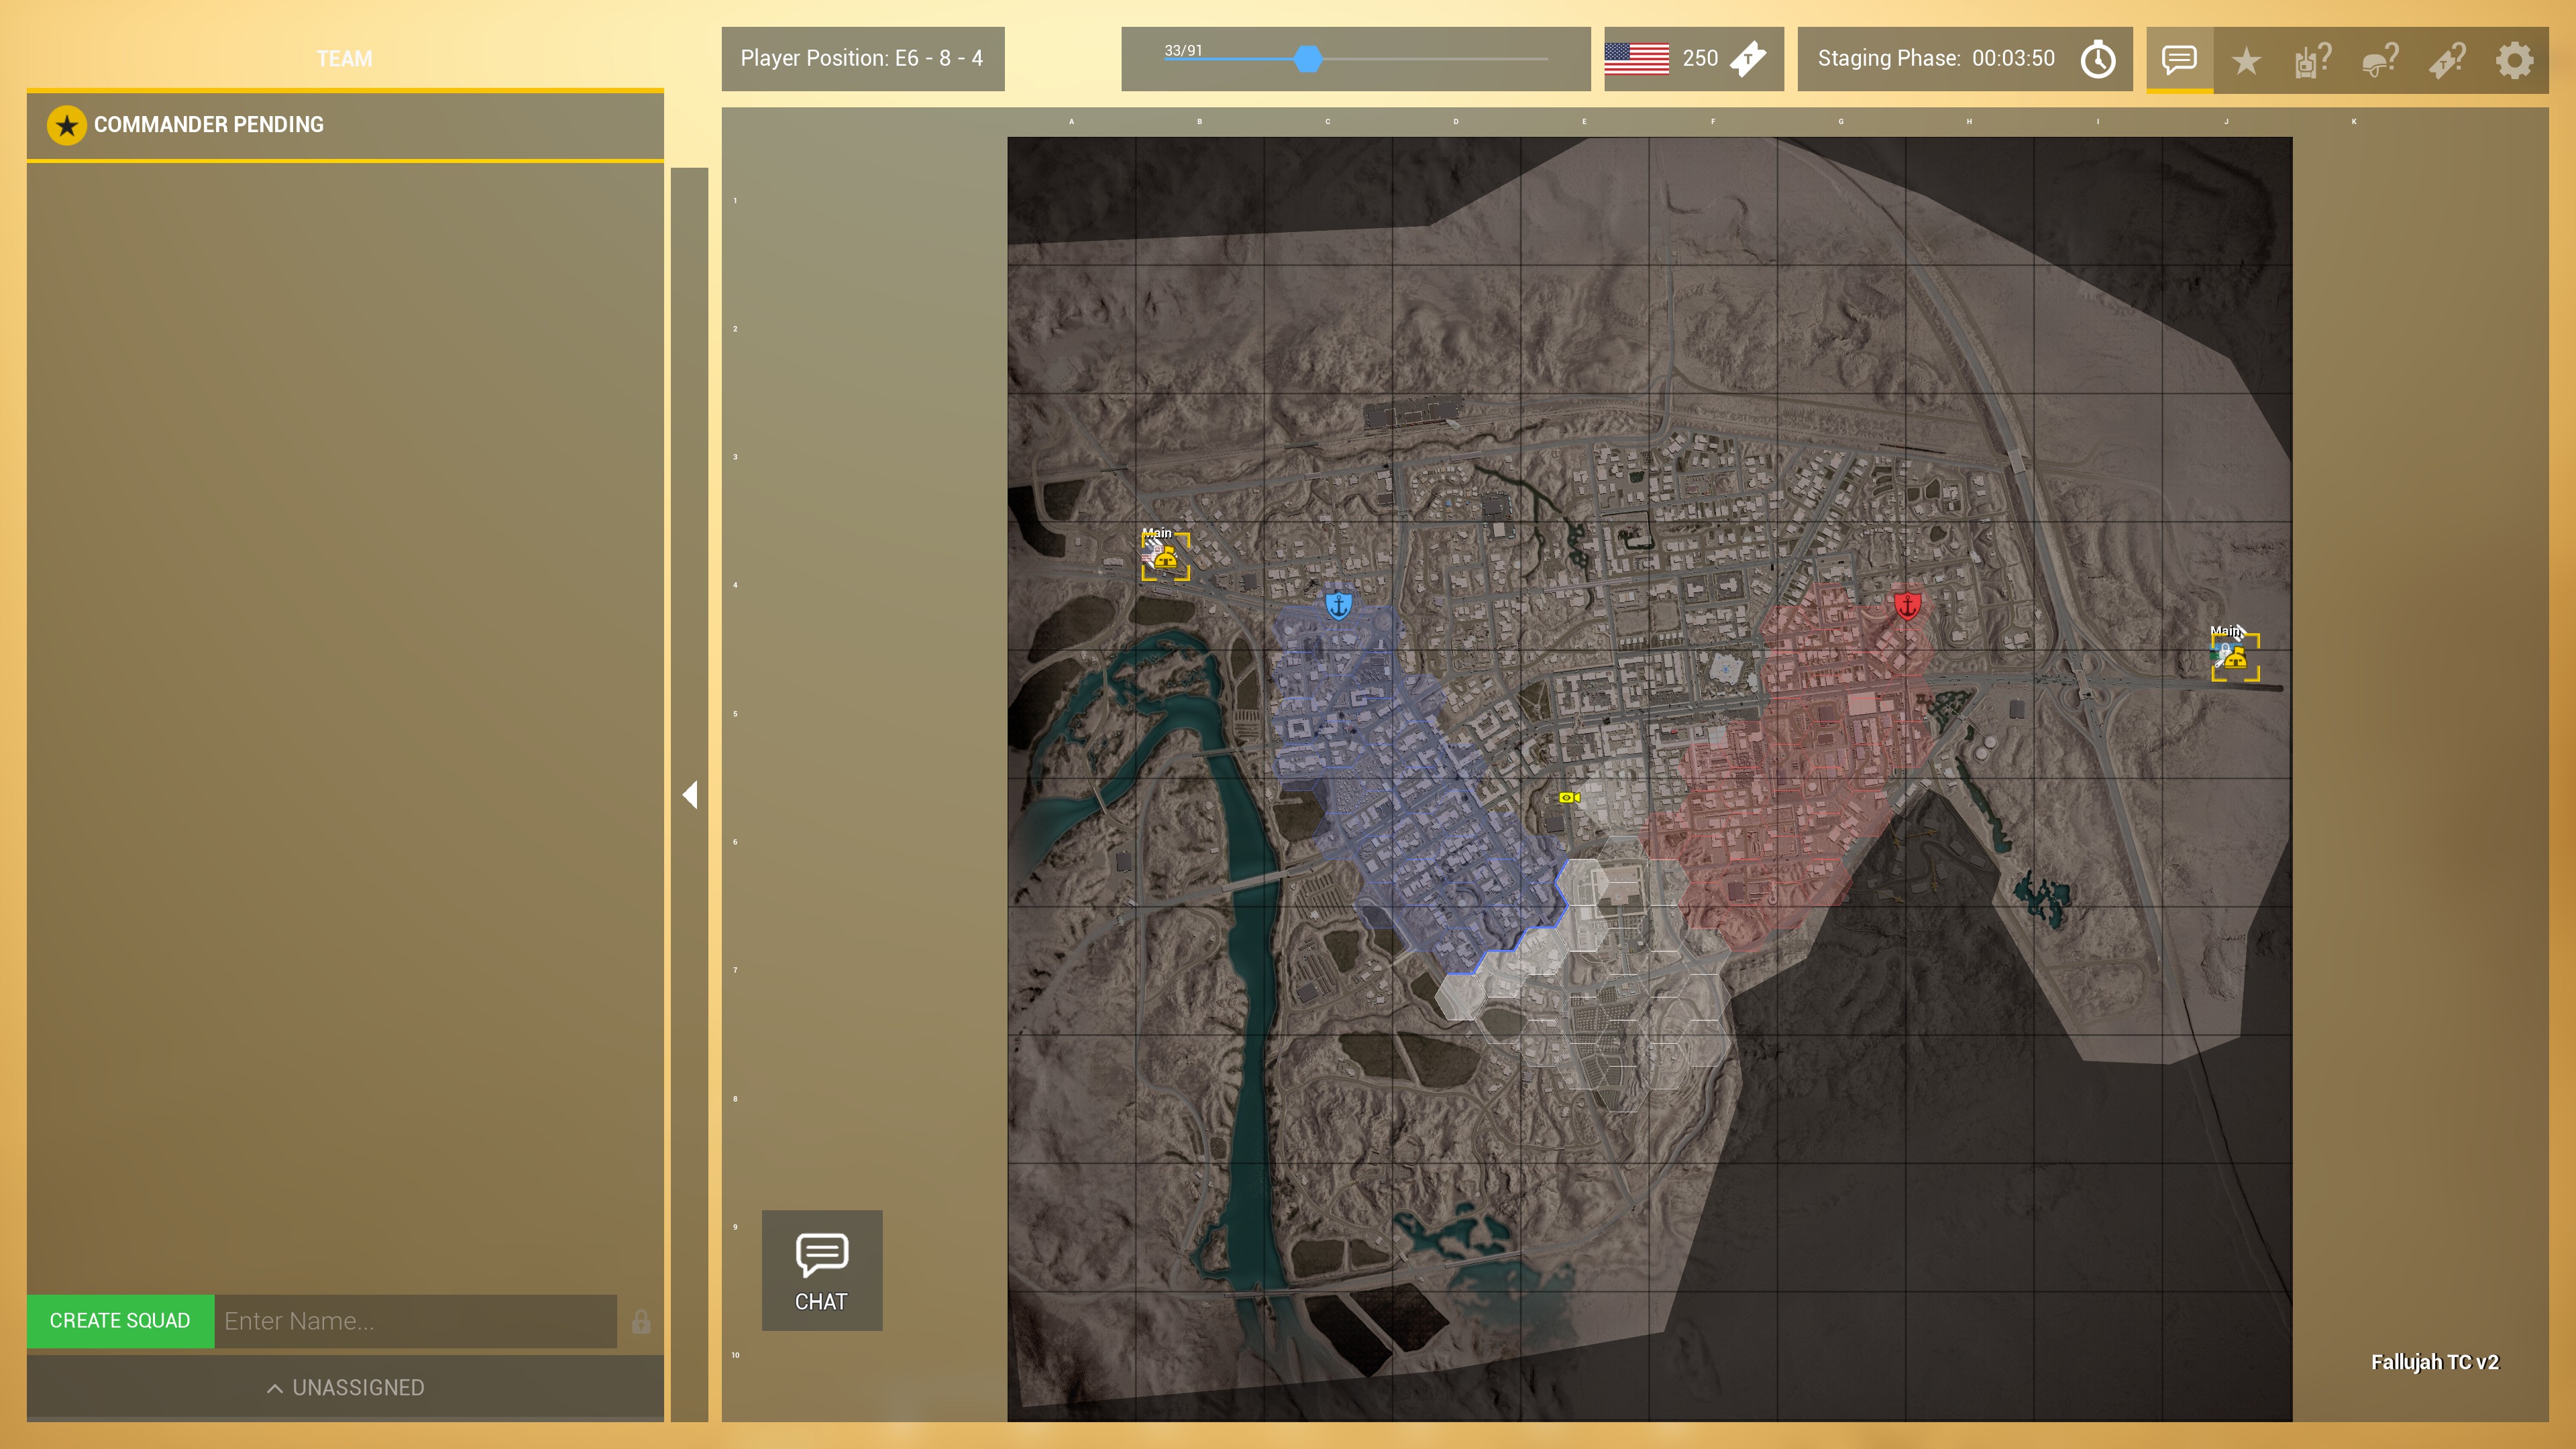 TEAM
Player Position: E6 - 8 - 4
33/91
250
T
Staging Phase: 00:03:50
? ? T ?
COMMANDER PENDING
A B C D E F G H I J K
1
2
3
Main
4
Main
5
6
7
8
9
CHAT
CREATE SQUAD Enter Name...
10
Fallujah TC v2
UNASSIGNED